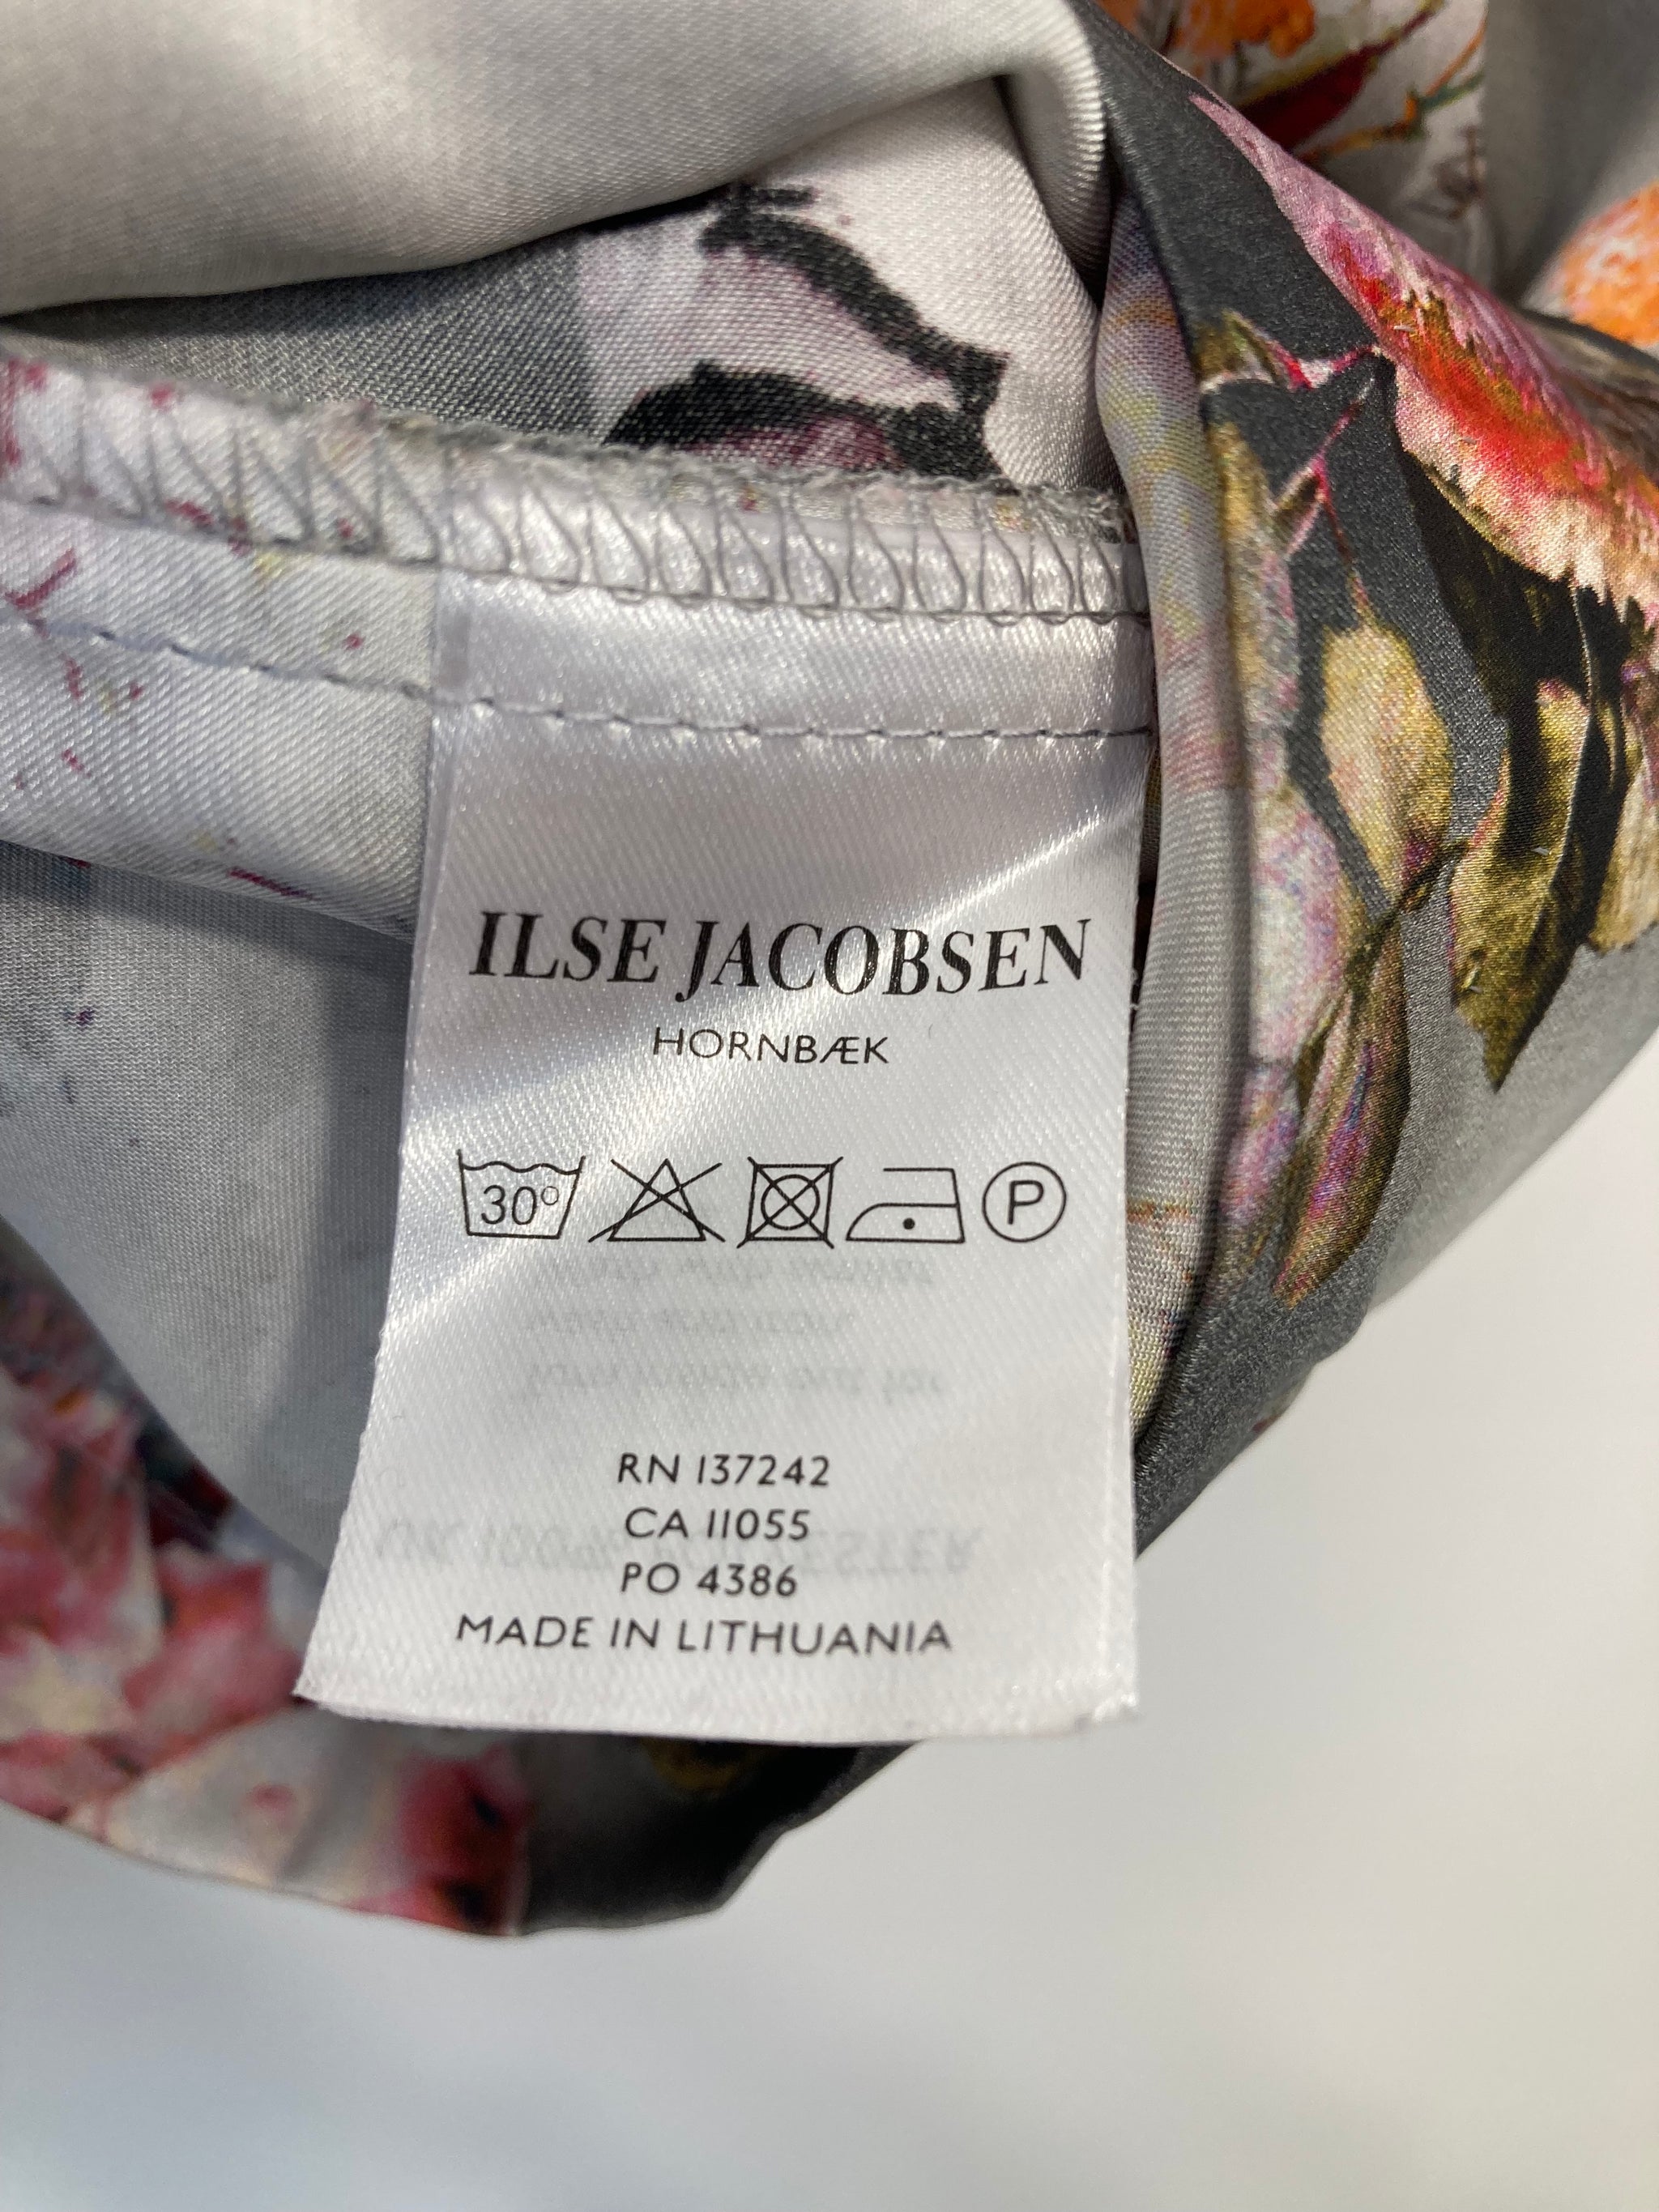 ILSE JACOBSEN
HORNBÆK
30°
P
RN 137242
CA 11055
PO 4386
MADE IN LITHUANIA